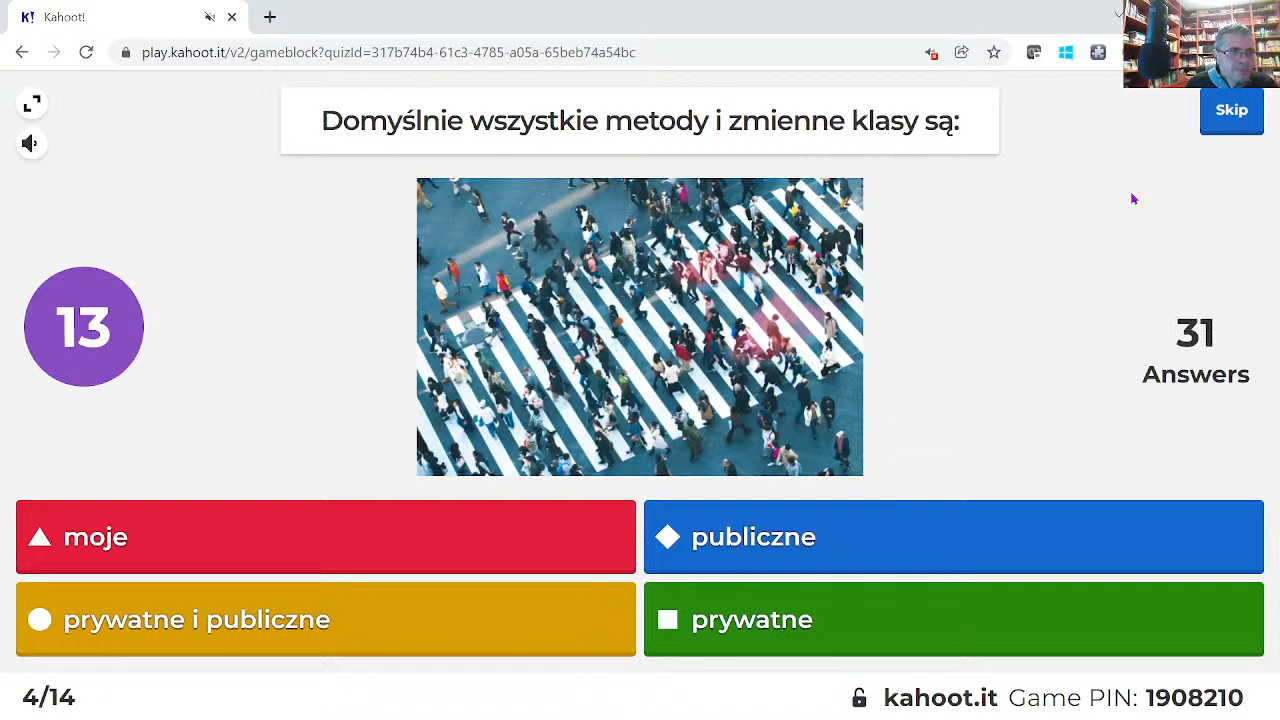 K! Kahoot!
play.kahoot.it/v2/gameblock?quizId=317b74b4-61c3-4785-a05a-65beb74a54bc
Domyślnie wszystkie metody i zmienne klasy są:
Skip
13
31
Answers
moje
publiczne
prywatne i publiczne
prywatne
4/14
kahoot.it Game PIN: 1908210